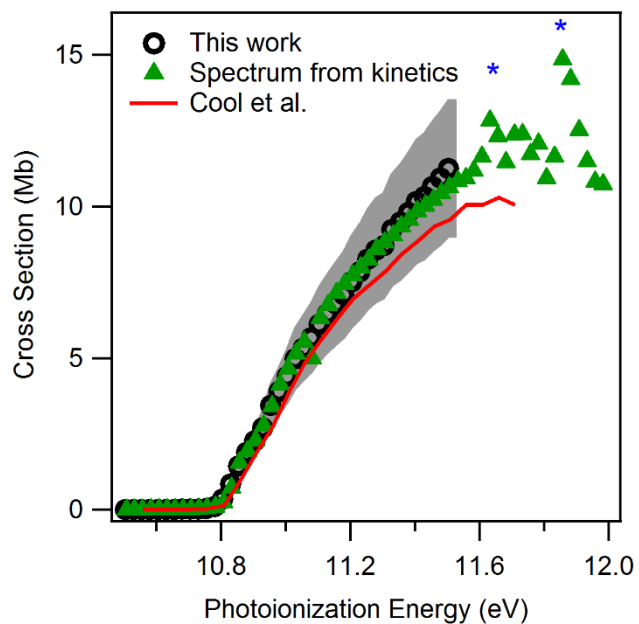 This work
Spectrum from kinetics
Cool et al.
*
*
15
10
5
0
Cross Section (Mb)
10.8
11.2
11.6
12.0
Photoionization Energy (eV)